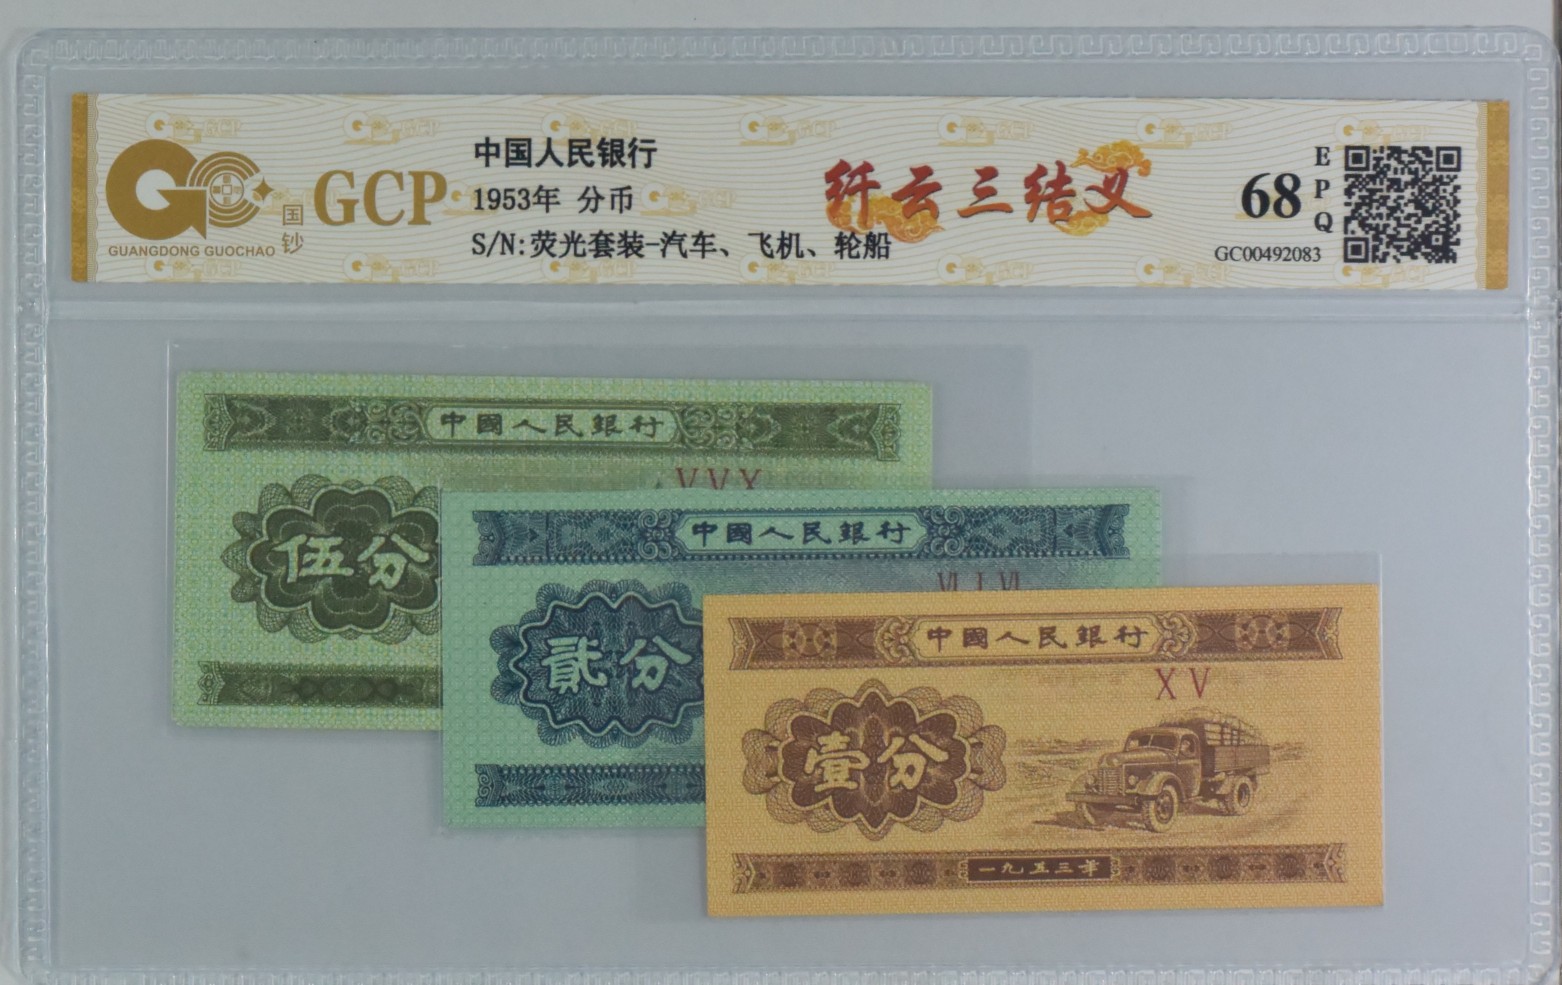 GCP
国钞
GUANGDONG GUOCHAO
中国人民银行
1953年 分币
S/N:荧光套装-汽车、飞机、轮船
纤云三结义
68
EPQ
GC00492083
中國人民銀行
VVX
伍分
中國人民銀行
VI I VI
貳分
中國人民銀行
XV
壹分
一九五三年